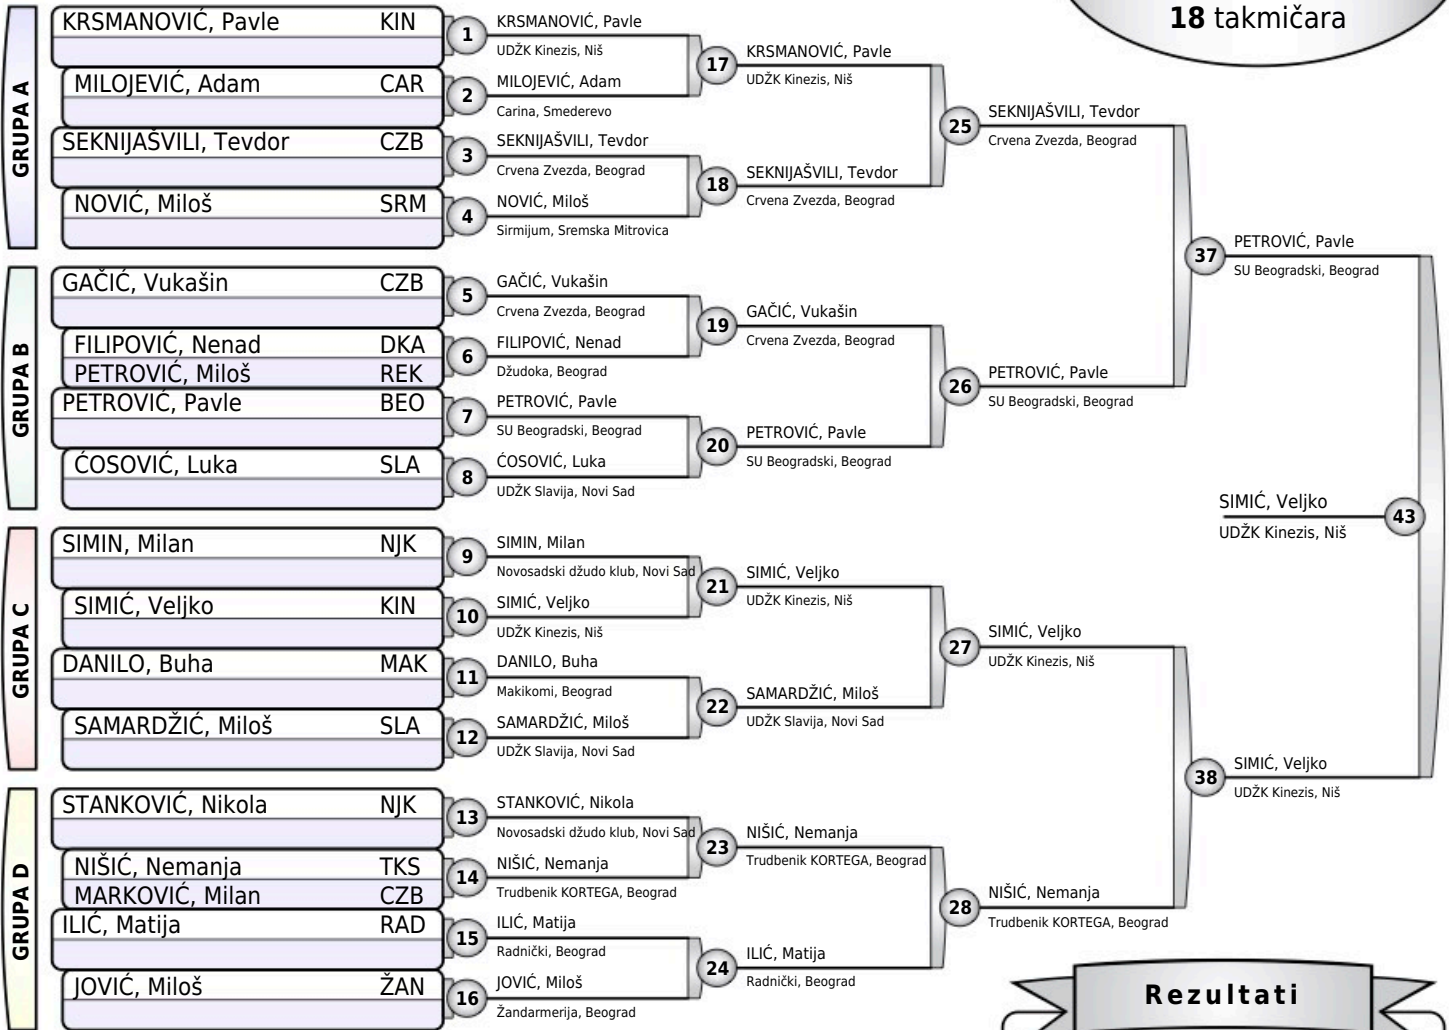 18 takmičara
GRUPA A
KRSMANOVIĆ, Pavle KIN
MILOJEVIĆ, Adam CAR
SEKNIJAŠVILI, Tevdor CZB
NOVIĆ, Miloš SRM
GRUPA B
GAČIĆ, Vukašin CZB
FILIPOVIĆ, Nenad DKA
PETROVIĆ, Miloš REK
PETROVIĆ, Pavle BEO
ĆOSOVIĆ, Luka SLA
GRUPA C
SIMIN, Milan NJK
SIMIĆ, Veljko KIN
DANILO, Buha MAK
SAMARDŽIĆ, Miloš SLA
GRUPA D
STANKOVIĆ, Nikola NJK
NIŠIĆ, Nemanja TKS
MARKOVIĆ, Milan CZB
ILIĆ, Matija RAD
JOVIĆ, Miloš ŽAN
1 KRSMANOVIĆ, Pavle
UDŽK Kinezis, Niš
2 MILOJEVIĆ, Adam
Carina, Smederevo
3 SEKNIJAŠVILI, Tevdor
Crvena Zvezda, Beograd
4 NOVIĆ, Miloš
Sirmijum, Sremska Mitrovica
5 GAČIĆ, Vukašin
Crvena Zvezda, Beograd
6 FILIPOVIĆ, Nenad
Džudoka, Beograd
7 PETROVIĆ, Pavle
SU Beogradski, Beograd
8 ĆOSOVIĆ, Luka
UDŽK Slavija, Novi Sad
9 SIMIN, Milan
Novosadski džudo klub, Novi Sad
10 SIMIĆ, Veljko
UDŽK Kinezis, Niš
11 DANILO, Buha
Makikomi, Beograd
12 SAMARDŽIĆ, Miloš
UDŽK Slavija, Novi Sad
13 STANKOVIĆ, Nikola
Novosadski džudo klub, Novi Sad
14 NIŠIĆ, Nemanja
Trudbenik KORTEGA, Beograd
15 ILIĆ, Matija
Radnički, Beograd
16 JOVIĆ, Miloš
Žandarmerija, Beograd
17 KRSMANOVIĆ, Pavle
UDŽK Kinezis, Niš
18 SEKNIJAŠVILI, Tevdor
Crvena Zvezda, Beograd
19 GAČIĆ, Vukašin
Crvena Zvezda, Beograd
20 PETROVIĆ, Pavle
SU Beogradski, Beograd
21 SIMIĆ, Veljko
UDŽK Kinezis, Niš
22 SAMARDŽIĆ, Miloš
UDŽK Slavija, Novi Sad
23 NIŠIĆ, Nemanja
Trudbenik KORTEGA, Beograd
24 ILIĆ, Matija
Radnički, Beograd
25 SEKNIJAŠVILI, Tevdor
Crvena Zvezda, Beograd
26 PETROVIĆ, Pavle
SU Beogradski, Beograd
27 SIMIĆ, Veljko
UDŽK Kinezis, Niš
28 NIŠIĆ, Nemanja
Trudbenik KORTEGA, Beograd
37 PETROVIĆ, Pavle
SU Beogradski, Beograd
38 SIMIĆ, Veljko
UDŽK Kinezis, Niš
SIMIĆ, Veljko 43
UDŽK Kinezis, Niš
Rezultati